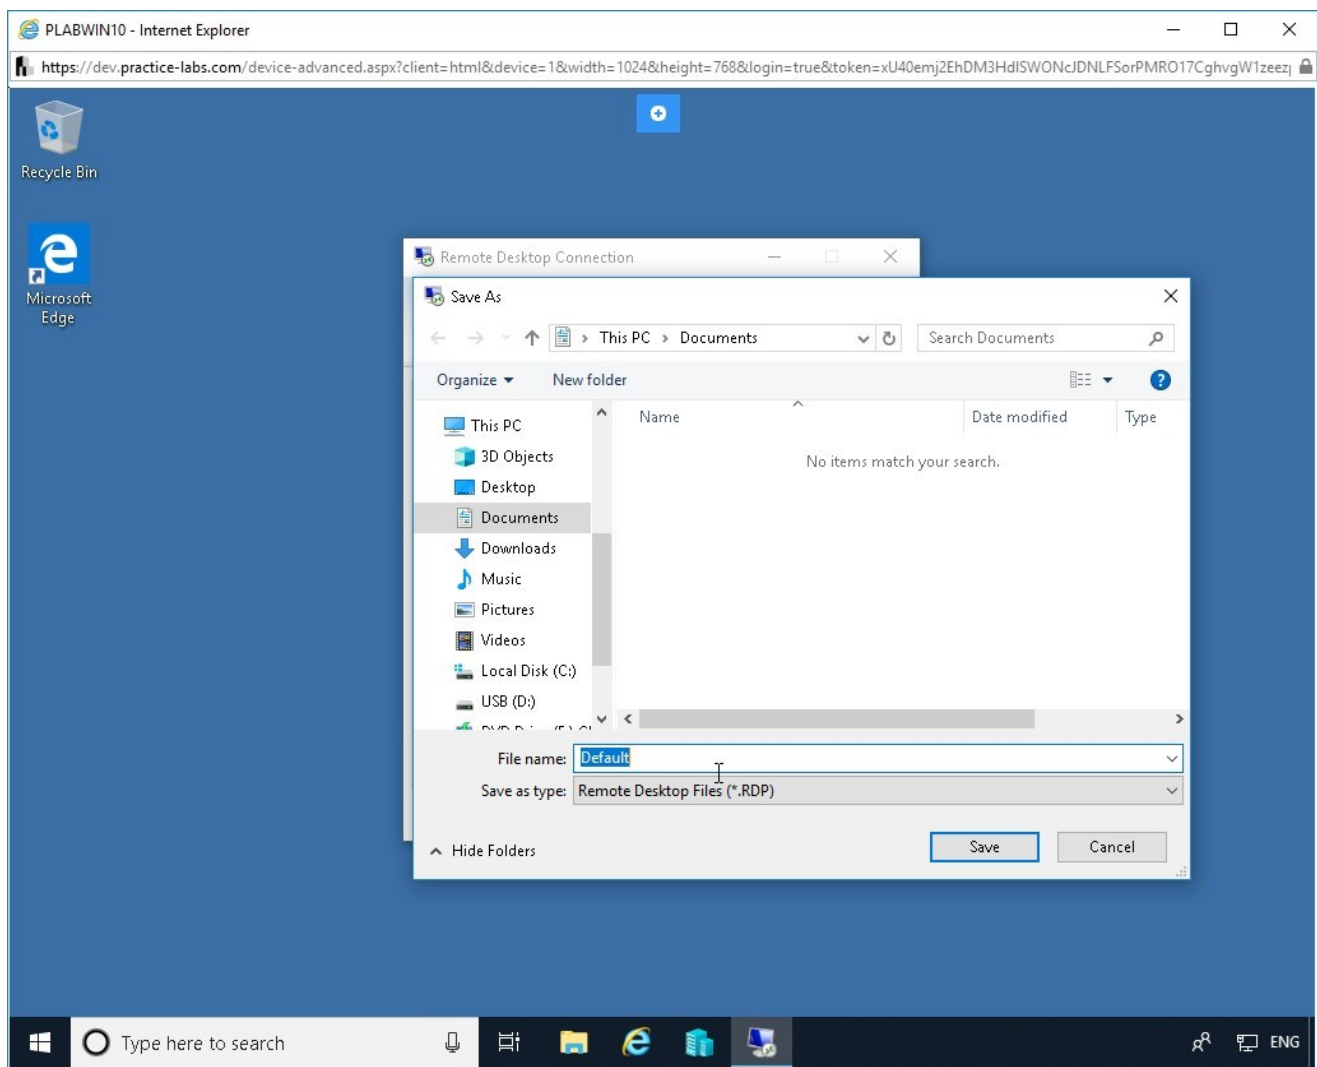 PLABWIN10 - Internet Explorer
https://dev.practice-labs.com/device-advanced.aspx?client=html&device=1&width=1024&height=768&login=true&token=
Recycle Bin
Microsoft
Edge
Remote Desktop Connection
Save As
This PC > Documents
Search Documents
Organize
New folder
Name
Date modified
Type
No items match your search.
This PC
3D Objects
Desktop
Documents
Downloads
Music
Pictures
Videos
Local Disk (C:)
USB (D:)
File name: Default
Save as type: Remote Desktop Files (*.RDP)
Hide Folders
Save
Cancel
Type here to search
ENG